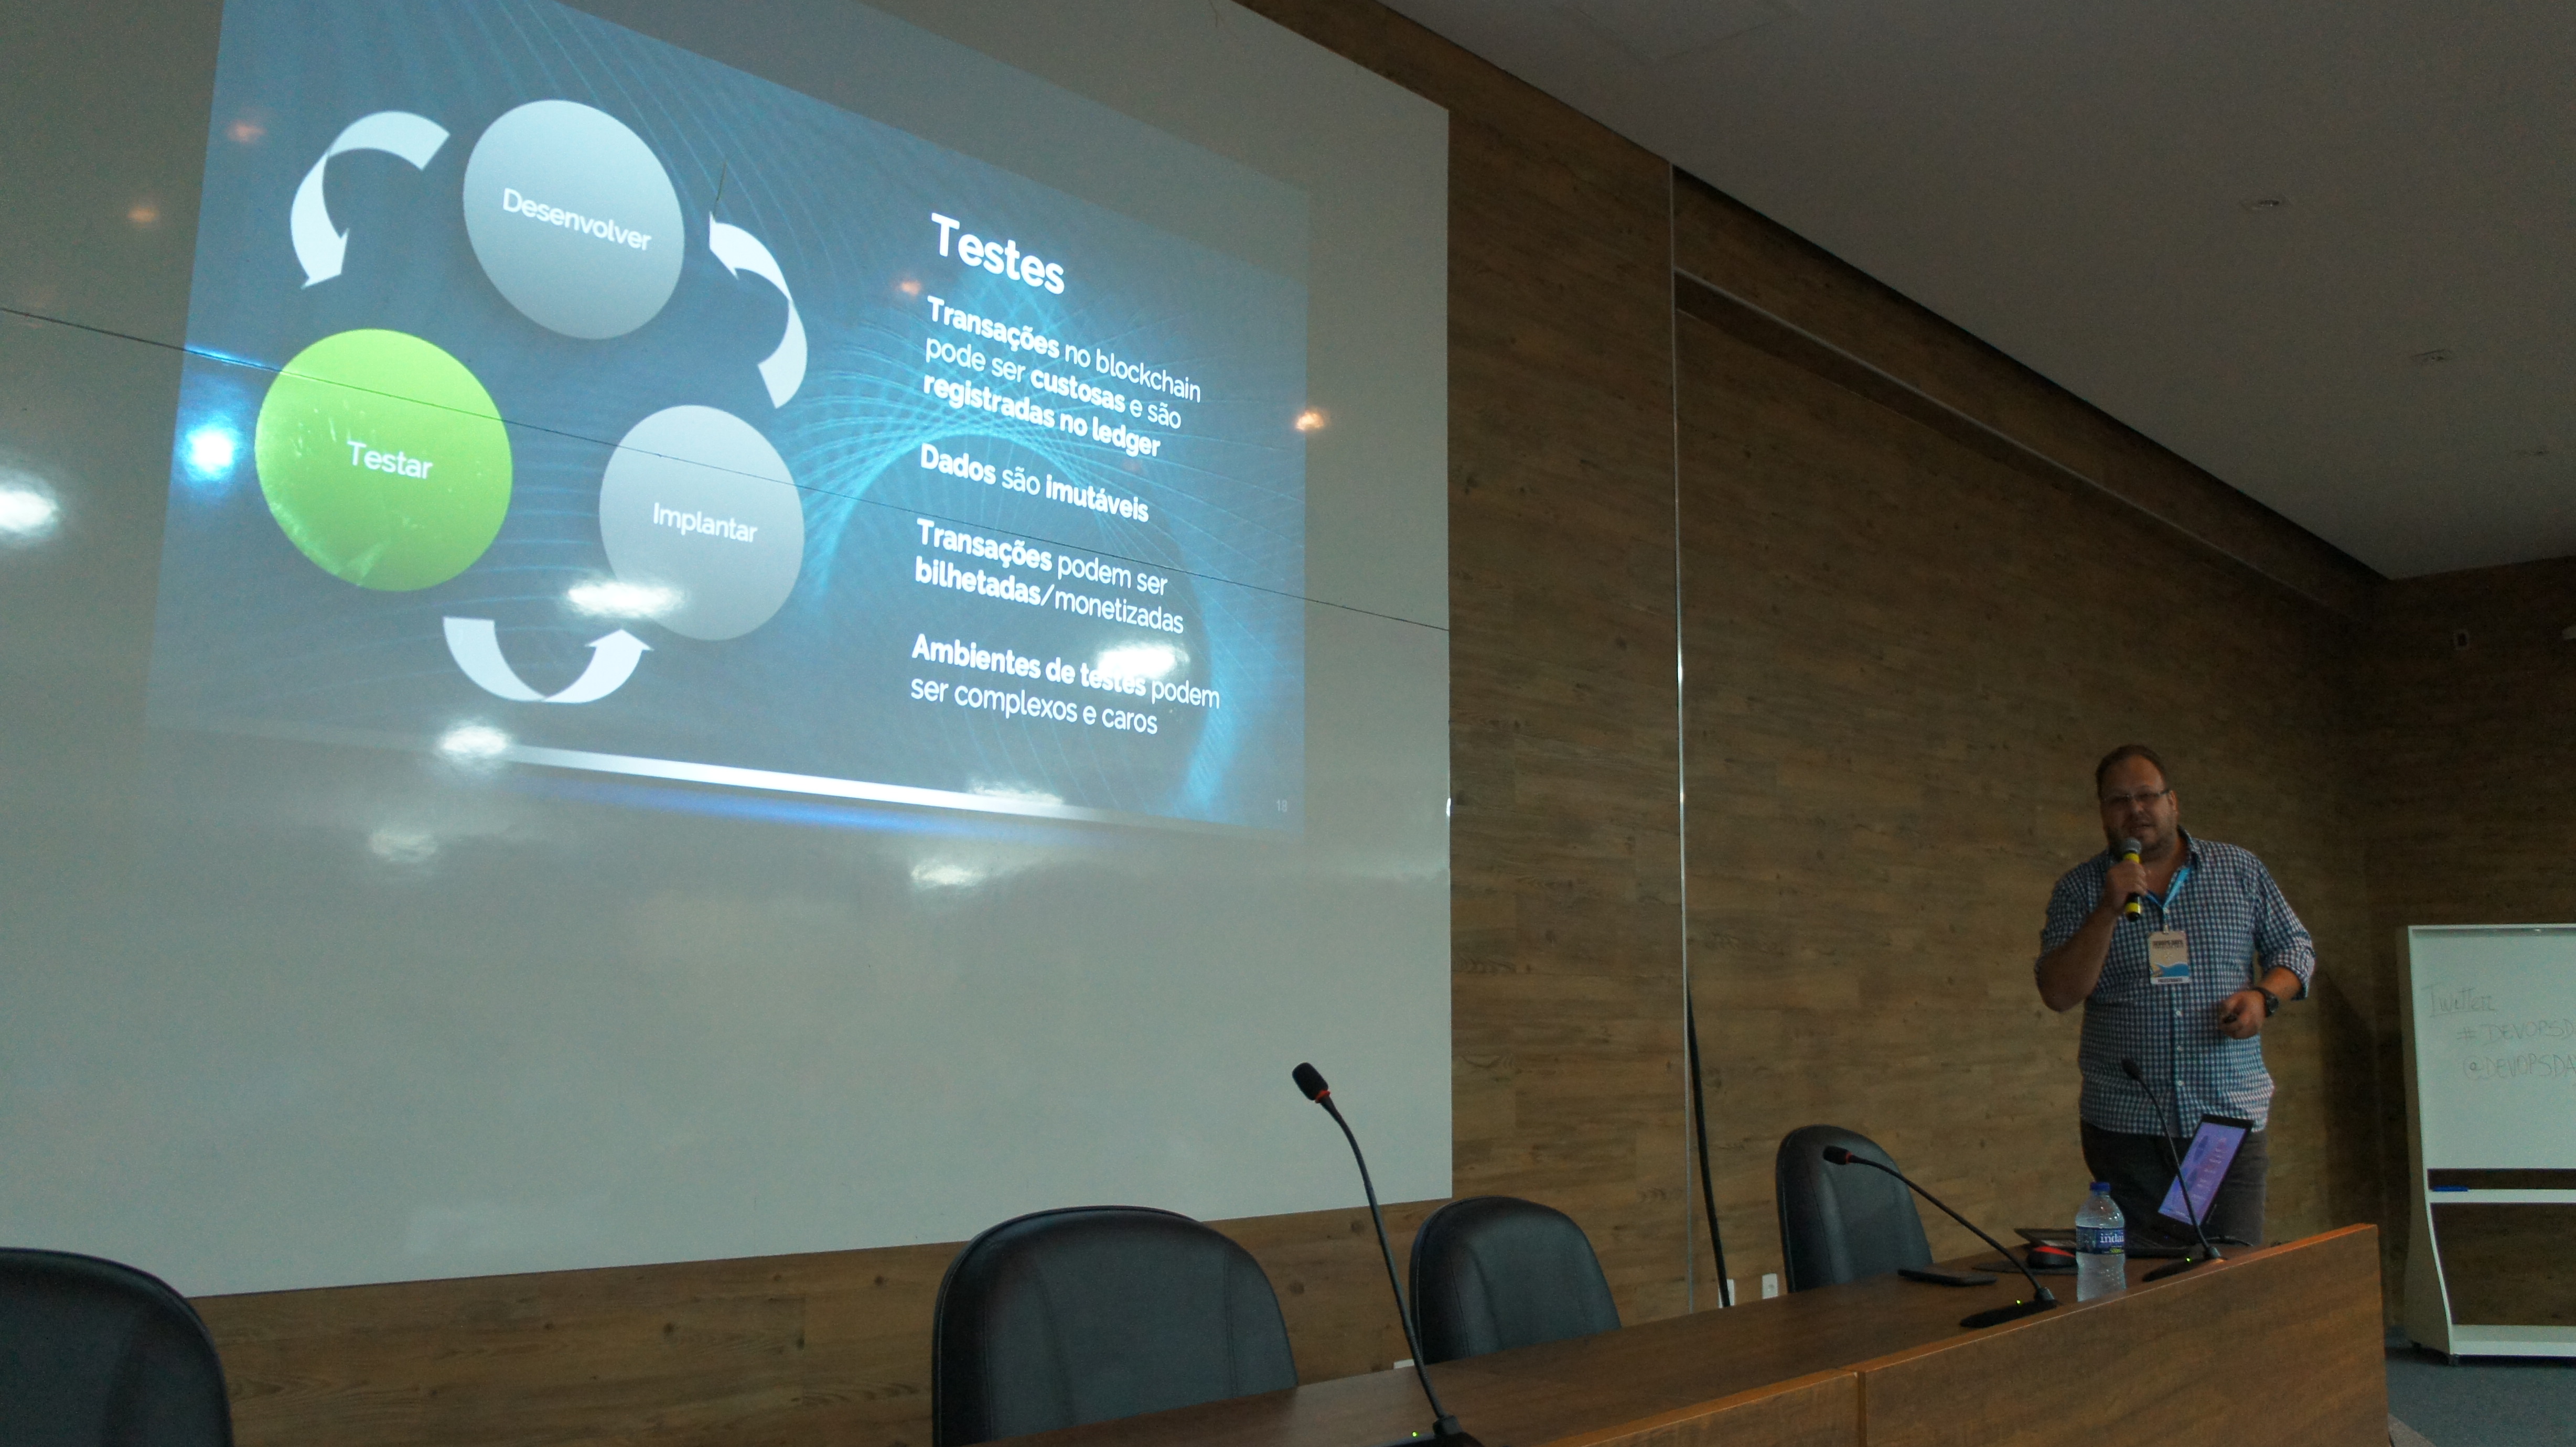 Desenvolver
Testar
Implantar
Testes
Transações no blockchain
pode ser custosas e são
registradas no ledger
Dados são imutáveis
Transações podem ser
bilhetadas/monetizadas
Ambientes de testes podem
ser complexos e caros
18
Twitter
# DEVOPSDA
@DEVOPSDA